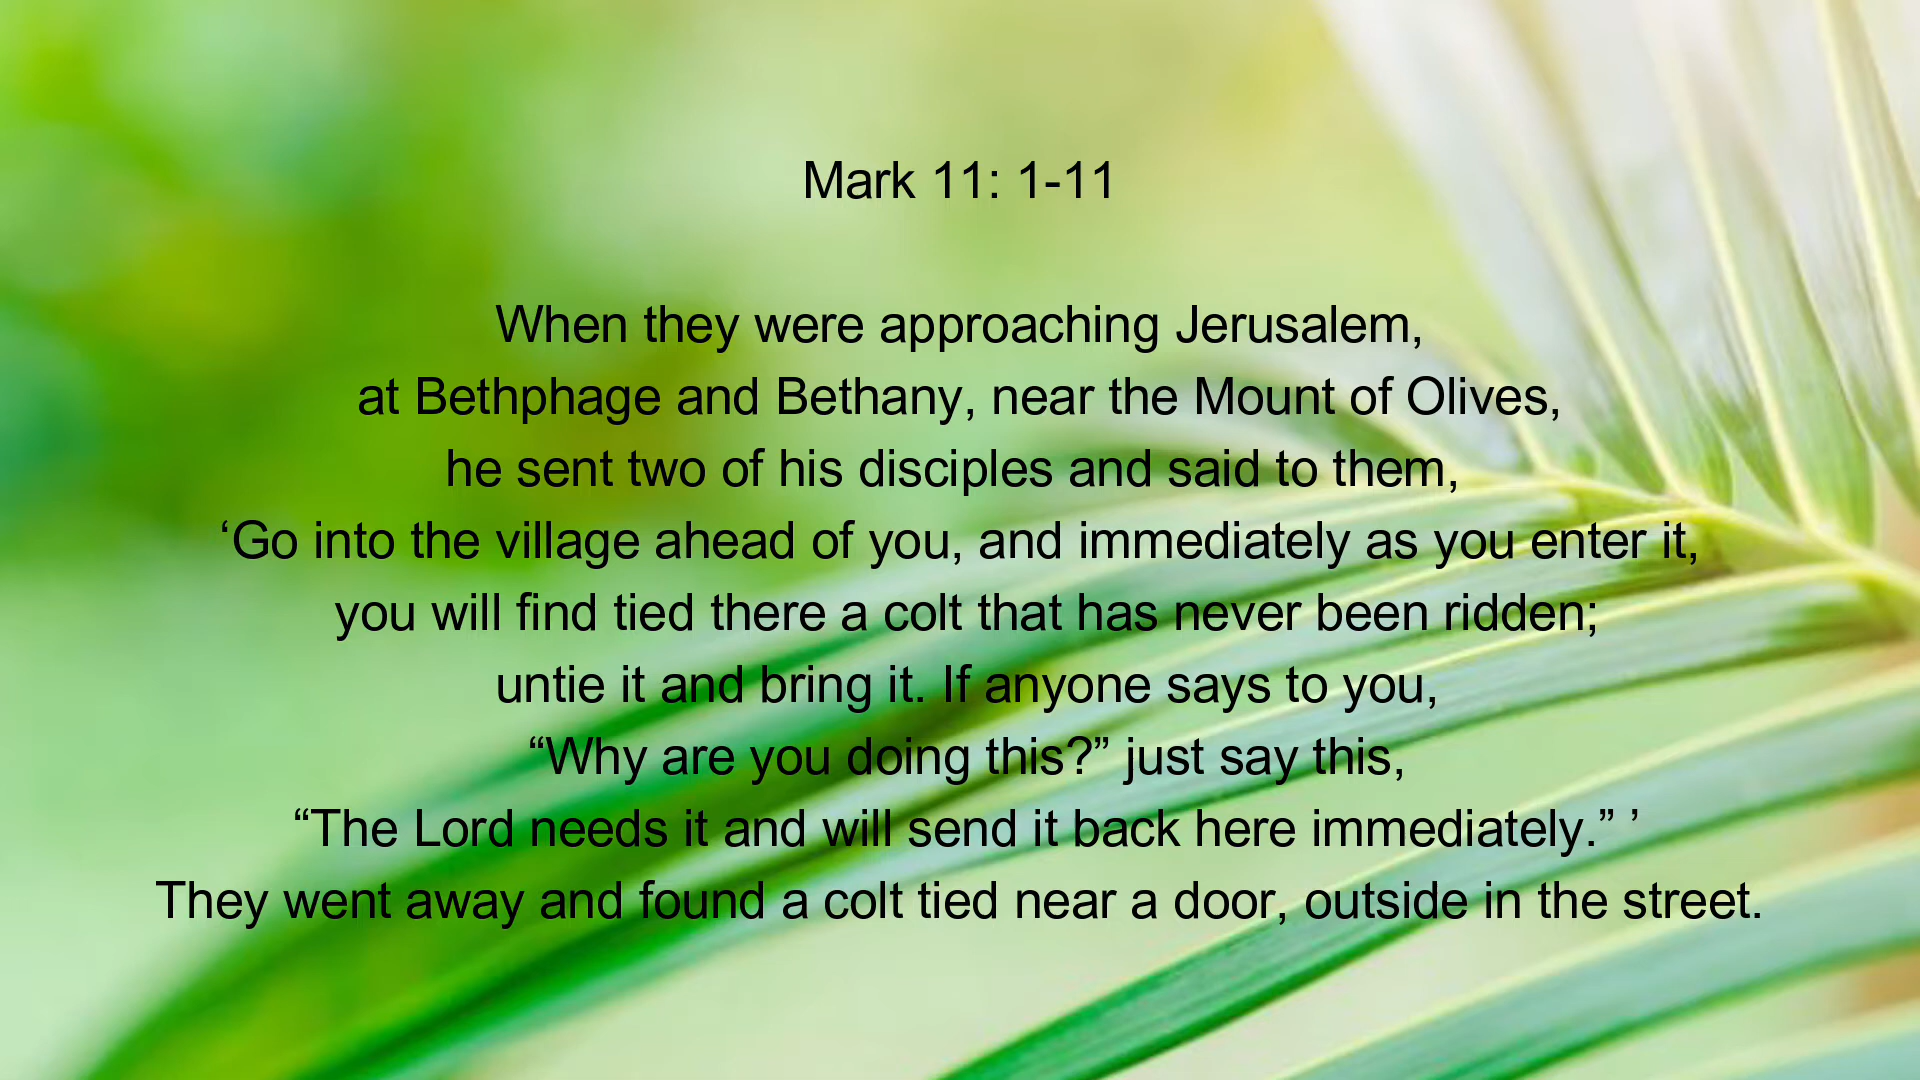 Mark 11: 1-11
When they were approaching Jerusalem,
at Bethphage and Bethany, near the Mount of Olives,
he sent two of his disciples and said to them,
‘Go into the village ahead of you, and immediately as you enter it,
you will find tied there a colt that has never been ridden;
untie it and bring it. If anyone says to you,
“Why are you doing this?” just say this,
“The Lord needs it and will send it back here immediately.” ’
They went away and found a colt tied near a door, outside in the street.